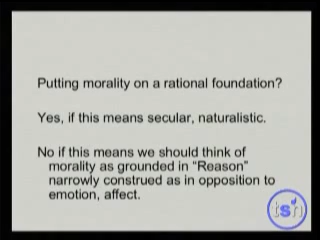 Putting morality on a rational foundation?
Yes, if this means secular, naturalistic.
No if this means we should think of
morality as grounded in "Reason"
narrowly construed as in opposition to
emotion, affect.
tsn